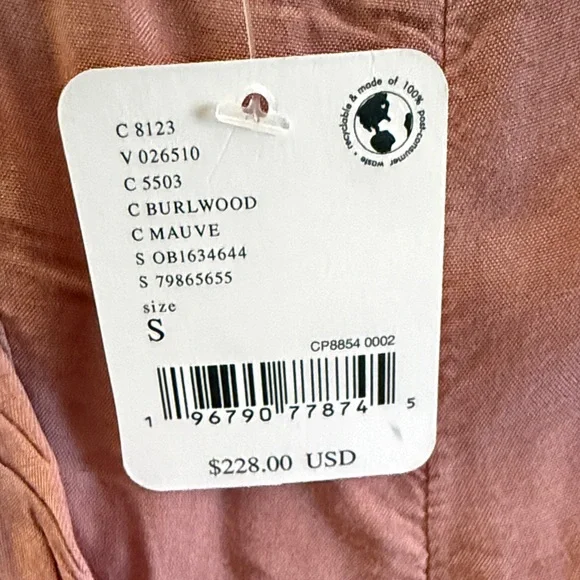 recyclable & made of 100% post-consumer waste •
C 8123
V 026510
C 5503
C BURLWOOD
C MAUVE
S OB1634644
S 79865655
size
S
CP8854 0002
1 96790 77874 5
$228.00 USD